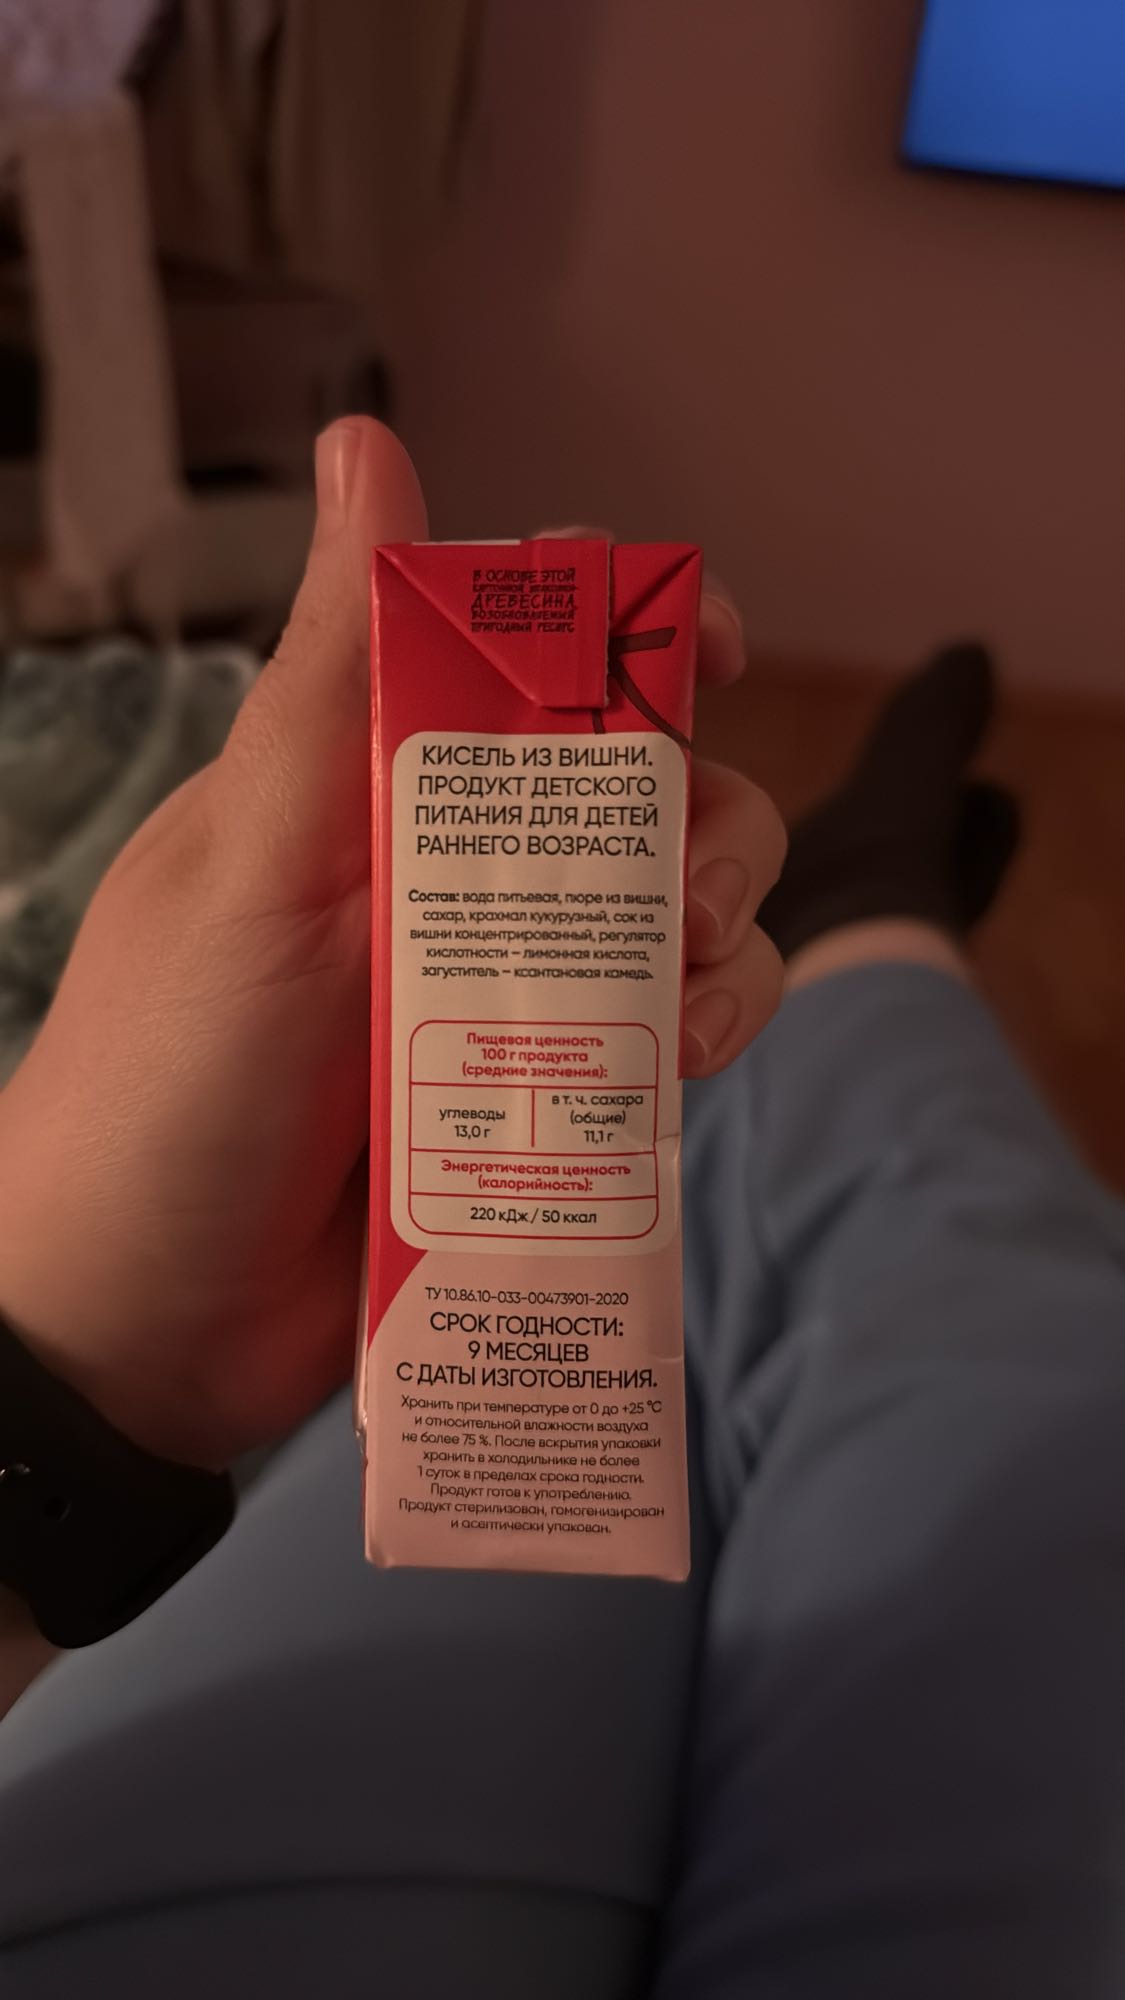 В ОСНОВЕ ЭТОЙ
КАРТОННОЙ УПАКОВКИ
ДРЕВЕСИНА,
ВОЗОБНОВЛЯЕМЫЙ
ПРИРОДНЫЙ РЕСУРС
КИСЕЛЬ ИЗ ВИШНИ.
ПРОДУКТ ДЕТСКОГО
ПИТАНИЯ ДЛЯ ДЕТЕЙ
РАННЕГО ВОЗРАСТА.
Состав: вода питьевая, пюре из вишни,
сахар, крахмал кукурузный, сок из
вишни концентрированный, регулятор
кислотности – лимонная кислота,
загуститель – ксантановая камедь.
Пищевая ценность
100 г продукта
(средние значения):
углеводы
13,0 г
в т. ч. сахара
(общие)
11,1 г
Энергетическая ценность
(калорийность):
220 кДж / 50 ккал
ТУ 10.86.10-033-00473901-2020
СРОК ГОДНОСТИ:
9 МЕСЯЦЕВ
С ДАТЫ ИЗГОТОВЛЕНИЯ.
Хранить при температуре от 0 до +25 °С
и относительной влажности воздуха
не более 75 %. После вскрытия упаковки
хранить в холодильнике не более
1 суток в пределах срока годности.
Продукт готов к употреблению.
Продукт стерилизован, гомогенизирован
и асептически упакован.